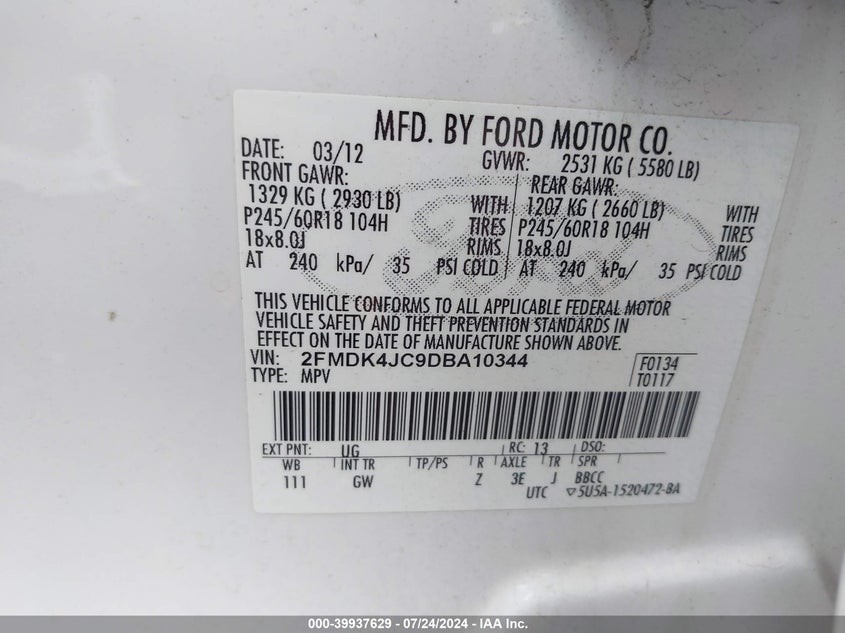 MFD. BY FORD MOTOR CO.
DATE: 03/12 GVWR: 2531 KG ( 5580 LB)
FRONT GAWR: REAR GAWR:
1329 KG ( 2930 LB) WITH 1207 KG ( 2660 LB) WITH
P245/60R18 104H TIRES P245/60R18 104H TIRES
18x8.0J RIMS 18x8.0J RIMS
AT 240 kPa/ 35 PSI COLD AT 240 kPa/ 35 PSI COLD
THIS VEHICLE CONFORMS TO ALL APPLICABLE FEDERAL MOTOR
VEHICLE SAFETY AND THEFT PREVENTION STANDARDS IN
EFFECT ON THE DATE OF MANUFACTURE SHOWN ABOVE.
VIN: 2FMDK4JC9DBA10344 F0134
TYPE: MPV T0117
EXT PNT: UG RC: 13 DSO:
WB INT TR TP/PS R AXLE TR SPR
111 GW Z 3E J BBCC
UTC ▽5U5A-1520472-BA
000-39937629 - 07/24/2024 - IAA Inc.